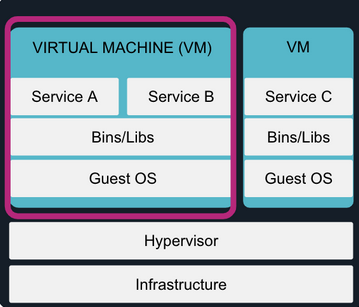 VIRTUAL MACHINE (VM)
Service A
Service B
Bins/Libs
Guest OS
VM
Service C
Bins/Libs
Guest OS
Hypervisor
Infrastructure